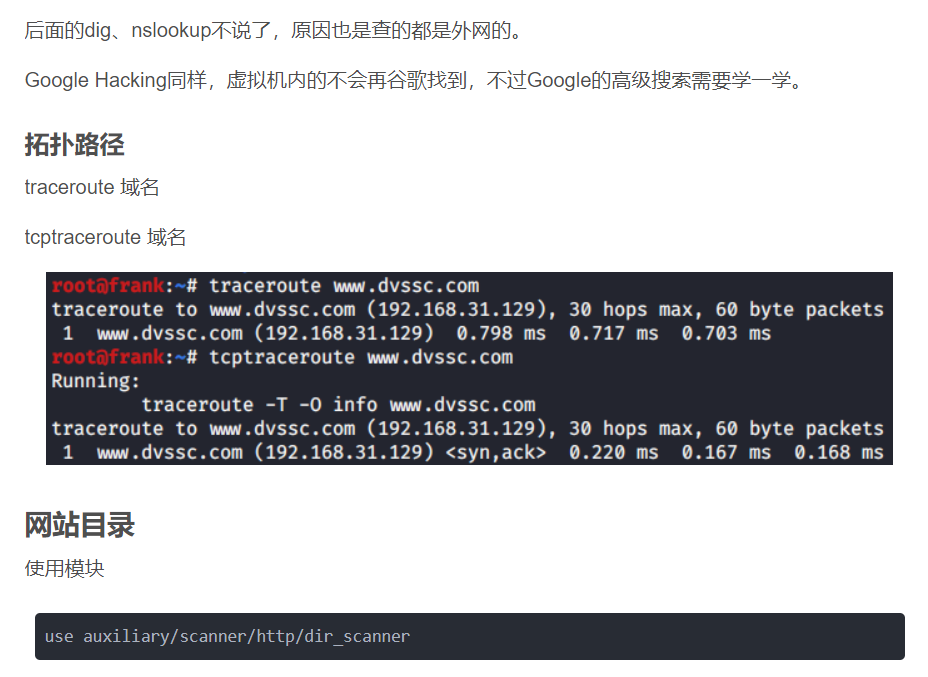 后面的dig、nslookup不说了，原因也是查的都是外网的。
Google Hacking同样，虚拟机内的不会再谷歌找到，不过Google的高级搜索需要学一学。
拓扑路径
traceroute 域名
tcptraceroute 域名
root@frank:~# traceroute www.dvssc.com
traceroute to www.dvssc.com (192.168.31.129), 30 hops max, 60 byte packets
 1  www.dvssc.com (192.168.31.129)  0.798 ms  0.717 ms  0.703 ms
root@frank:~# tcptraceroute www.dvssc.com
Running:
        traceroute -T -O info www.dvssc.com
traceroute to www.dvssc.com (192.168.31.129), 30 hops max, 60 byte packets
 1  www.dvssc.com (192.168.31.129) <syn,ack>  0.220 ms  0.167 ms  0.168 ms
网站目录
使用模块
use auxiliary/scanner/http/dir_scanner